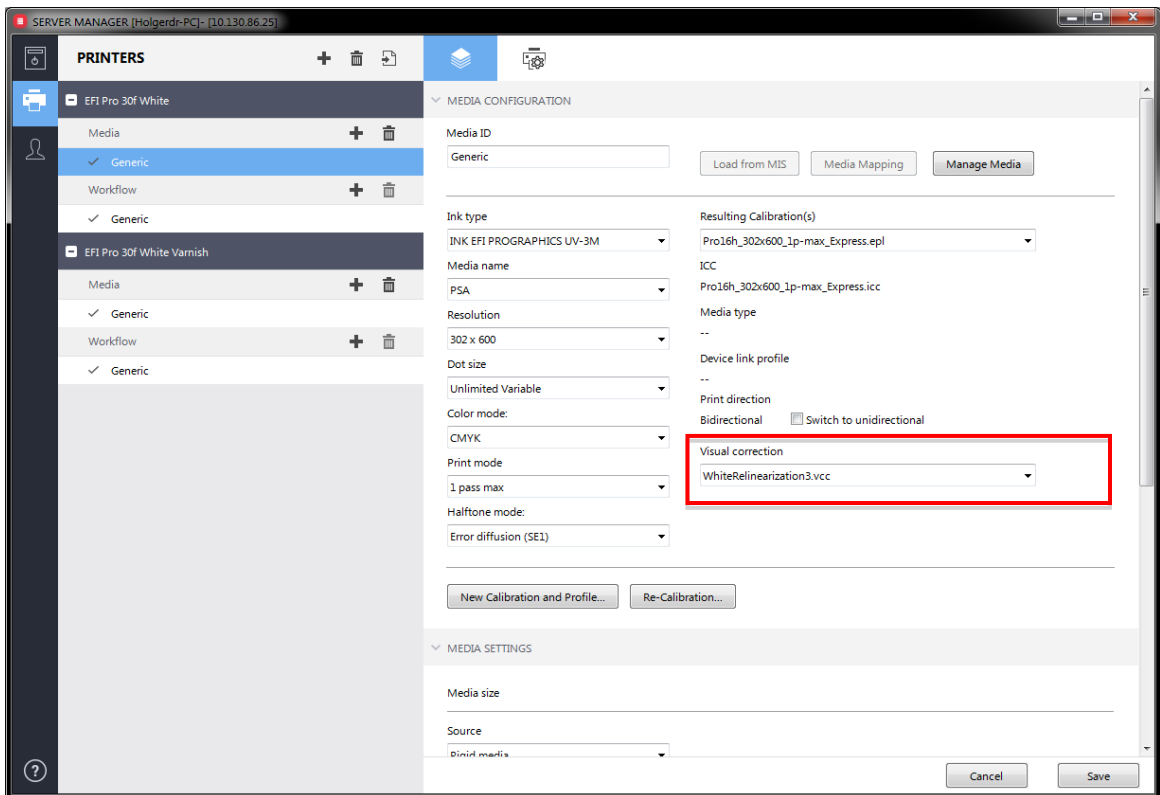 SERVER MANAGER [Holgerdr-PC]- [10.130.86.25]
PRINTERS
EFI Pro 30f White
Media
Generic
Workflow
Generic
EFI Pro 30f White Varnish
Media
Generic
Workflow
Generic
MEDIA CONFIGURATION
Media ID
Generic
Load from MIS
Media Mapping
Manage Media
Ink type
INK EFI PROGRAPHICS UV-3M
Media name
PSA
Resolution
302 x 600
Dot size
Unlimited Variable
Color mode:
CMYK
Print mode
1 pass max
Halftone mode:
Error diffusion (SE1)
Resulting Calibration(s)
Pro16h_302x600_1p-max_Express.epl
ICC
Pro16h_302x600_1p-max_Express.icc
Media type
--
Device link profile
--
Print direction
Bidirectional Switch to unidirectional
Visual correction
WhiteRelinearization3.vcc
New Calibration and Profile...
Re-Calibration...
MEDIA SETTINGS
Media size
Source
Rigid media
Cancel
Save